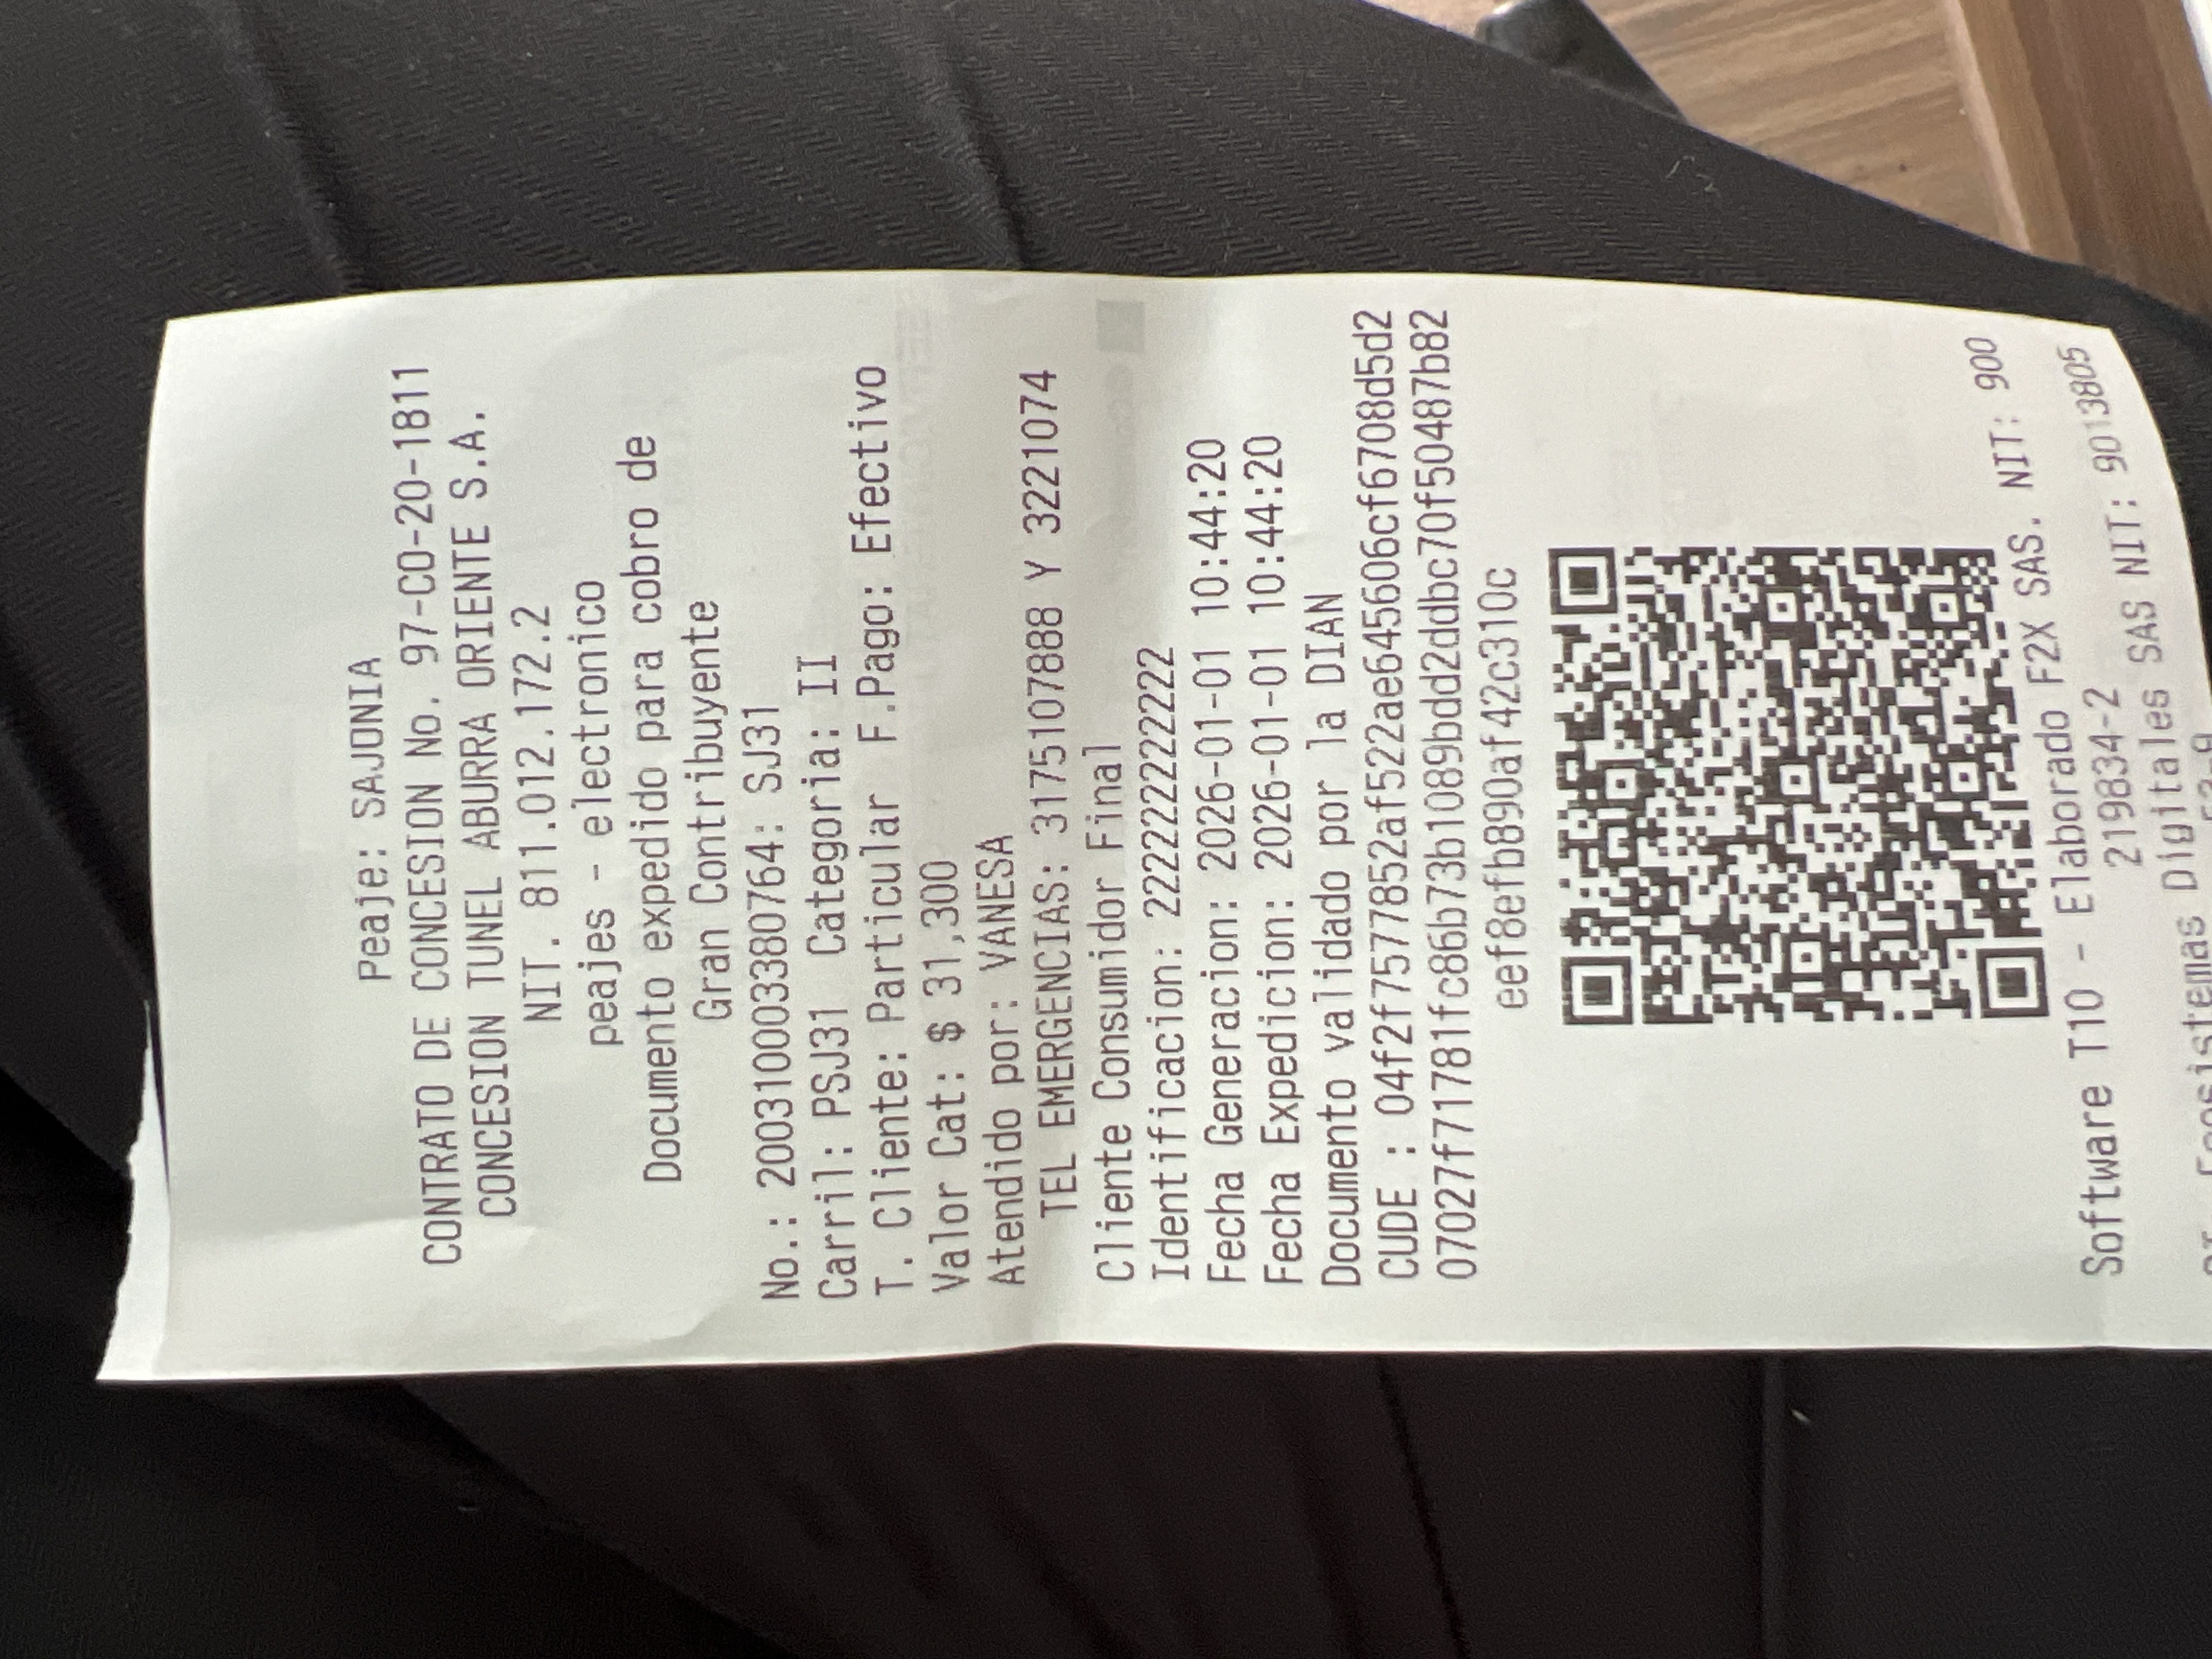 Peaje: SAJONIA
CONTRATO DE CONCESION No. 97-CO-20-1811
CONCESION TUNEL ABURRA ORIENTE S.A.
NIT. 811.012.172.2
peajes - electronico
Documento expedido para cobro de
Gran Contribuyente
No.: 200310003380764: SJ31
Carril: PSJ31 Categoria: II
T. Cliente: Particular F.Pago: Efectivo
Valor Cat: $ 31,300
Atendido por: VANESA
TEL EMERGENCIAS: 3175107888 Y 3221074
Cliente Consumidor Final
Identificacion: 222222222222
Fecha Generacion: 2026-01-01 10:44:20
Fecha Expedicion: 2026-01-01 10:44:20
Documento validado por la DIAN
CUDE : 04f2f7577852af522ae645606cf6708d5d2
07027f71781fc86b73b1089bdd2ddbc70f50487b82
eef8efb890af42c310c
Software T10 - Elaborado F2X SAS. NIT: 900
219834-2
Ecosistemas Digitales SAS NIT: 9013805